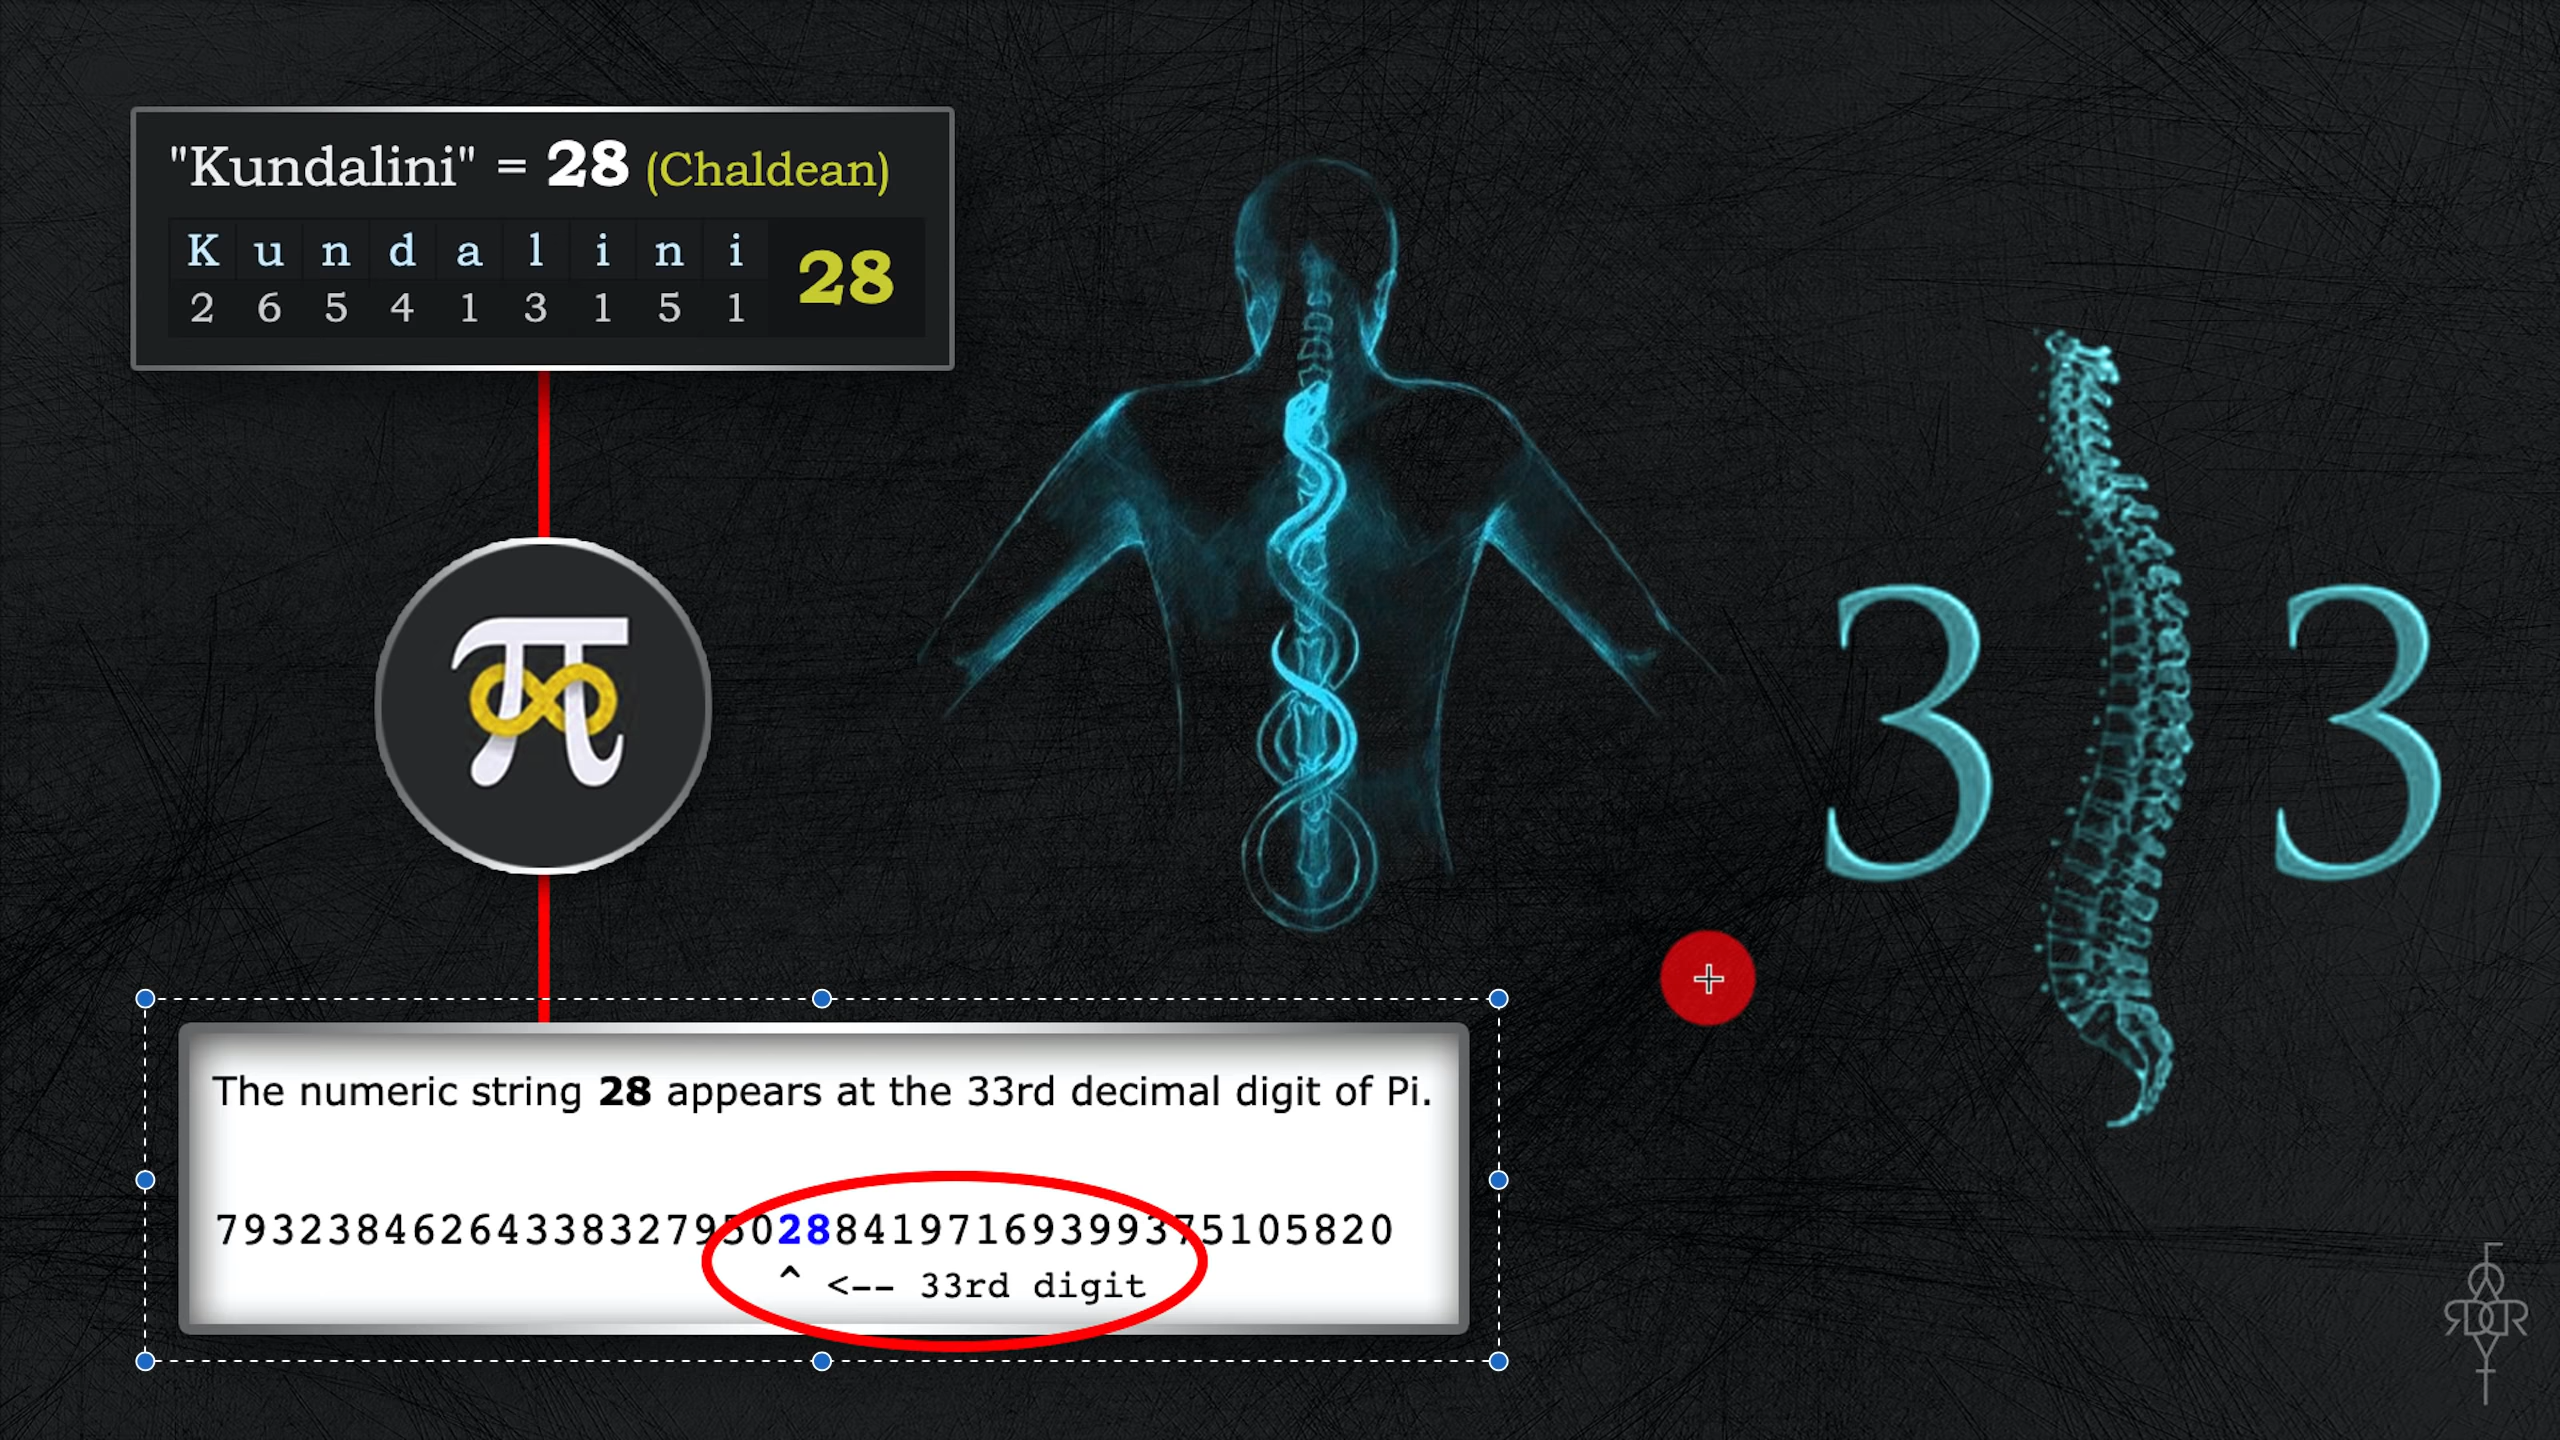 "Kundalini" = 28 (Chaldean)
K u n d a l i n i
2 6 5 4 1 3 1 5 1
28
π
3 3
The numeric string 28 appears at the 33rd decimal digit of Pi.
793238462643383279502884197169399375105820
^ <-- 33rd digit